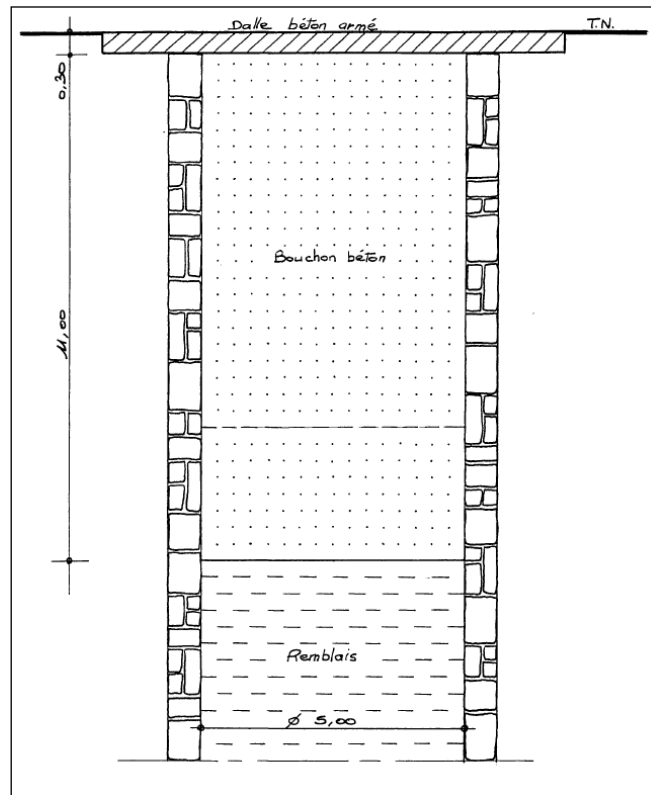 Dalle béton armé
T.N.
0,30
Bouchon béton
11,00
Remblais
Ø 5,00